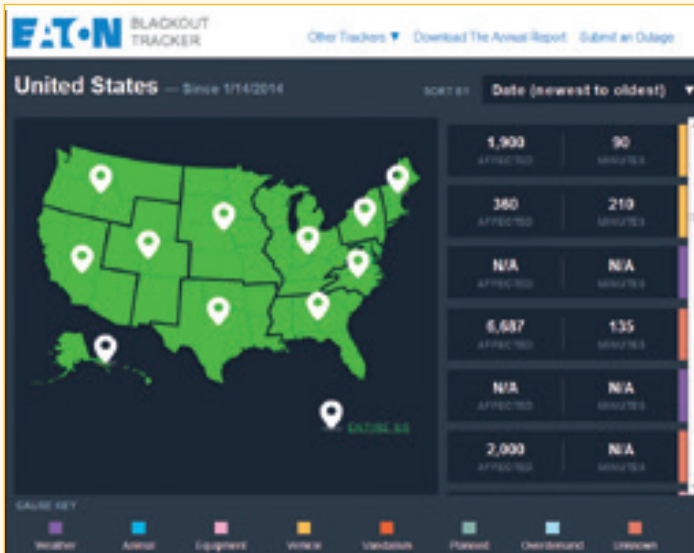 EATON BLACKOUT
TRACKER
Other Trackers ▼ Download The Annual Report Submit an Outage
United States — Since 1/14/2014
SORT BY Date (newest to oldest) ▼
1,900 90
AFFECTED MINUTES
360 210
AFFECTED MINUTES
N/A N/A
AFFECTED MINUTES
6,687 135
AFFECTED MINUTES
N/A N/A
AFFECTED MINUTES
2,000 N/A
AFFECTED MINUTES
ENTIRE US
CAUSE KEY
Weather Animal Equipment Vehicle Vandalism Planned Overdemand Unknown